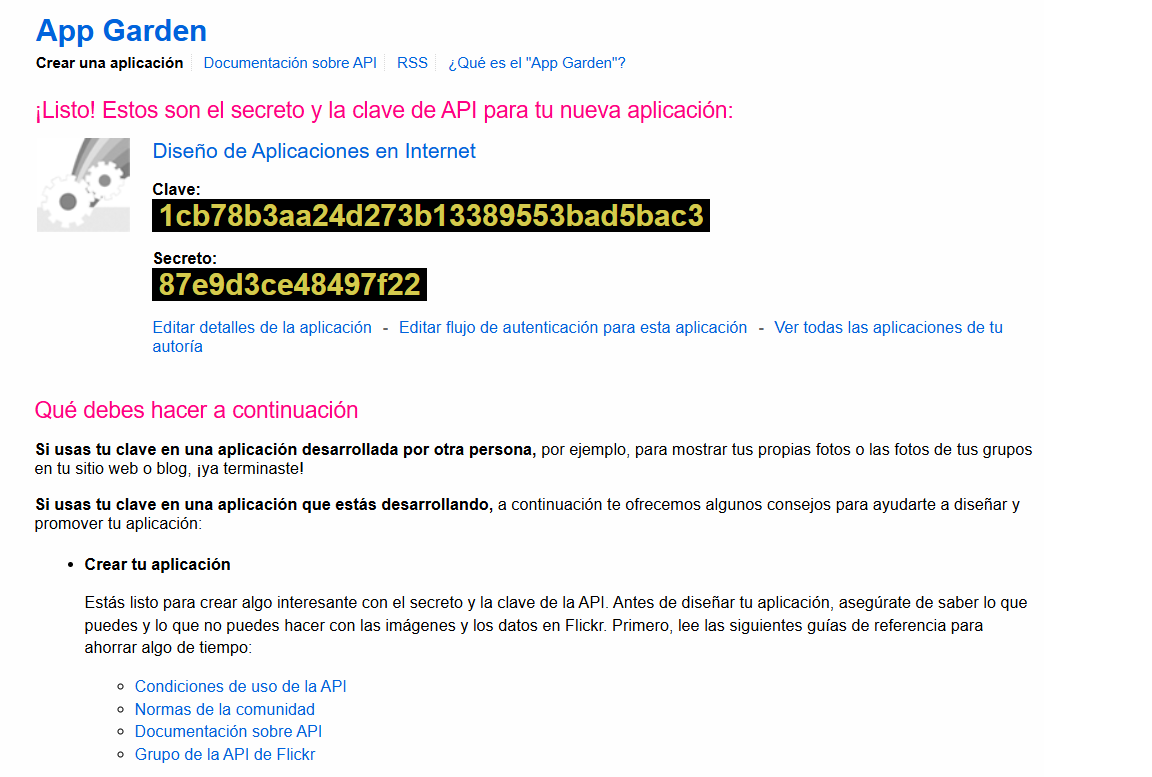 App Garden
Crear una aplicación Documentación sobre API RSS ¿Qué es el "App Garden"?
¡Listo! Estos son el secreto y la clave de API para tu nueva aplicación:
Diseño de Aplicaciones en Internet
Clave:
1cb78b3aa24d273b13389553bad5bac3
Secreto:
87e9d3ce48497f22
Editar detalles de la aplicación - Editar flujo de autenticación para esta aplicación - Ver todas las aplicaciones de tu
autoría
Qué debes hacer a continuación
Si usas tu clave en una aplicación desarrollada por otra persona, por ejemplo, para mostrar tus propias fotos o las fotos de tus grupos
en tu sitio web o blog, ¡ya terminaste!
Si usas tu clave en una aplicación que estás desarrollando, a continuación te ofrecemos algunos consejos para ayudarte a diseñar y
promover tu aplicación:
• Crear tu aplicación
Estás listo para crear algo interesante con el secreto y la clave de la API. Antes de diseñar tu aplicación, asegúrate de saber lo que
puedes y lo que no puedes hacer con las imágenes y los datos en Flickr. Primero, lee las siguientes guías de referencia para
ahorrar algo de tiempo:
◦ Condiciones de uso de la API
◦ Normas de la comunidad
◦ Documentación sobre API
◦ Grupo de la API de Flickr